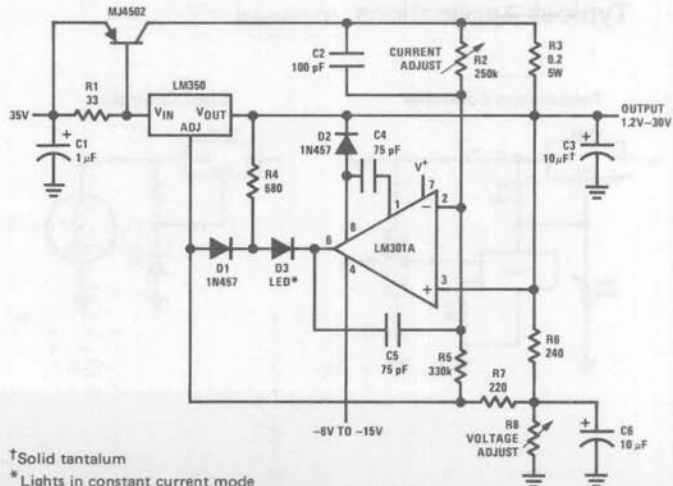 MJ4502
C2
100 pF
CURRENT
ADJUST
R2
250k
R3
0.2
5W
35V
R1
33
LM350
VIN VOUT
ADJ
OUTPUT
1.2V–30V
C1
1 μF
D2
1N457
C4
75 pF
V+
C3
10 μF†
R4
680
7
8
1
2
6
4
3
–
+
LM301A
D1
1N457
D3
LED*
C5
75 pF
R5
330k
R6
240
R7
220
–6V TO –15V
R8
VOLTAGE
ADJUST
C6
10 μF
†Solid tantalum
*Lights in constant current mode